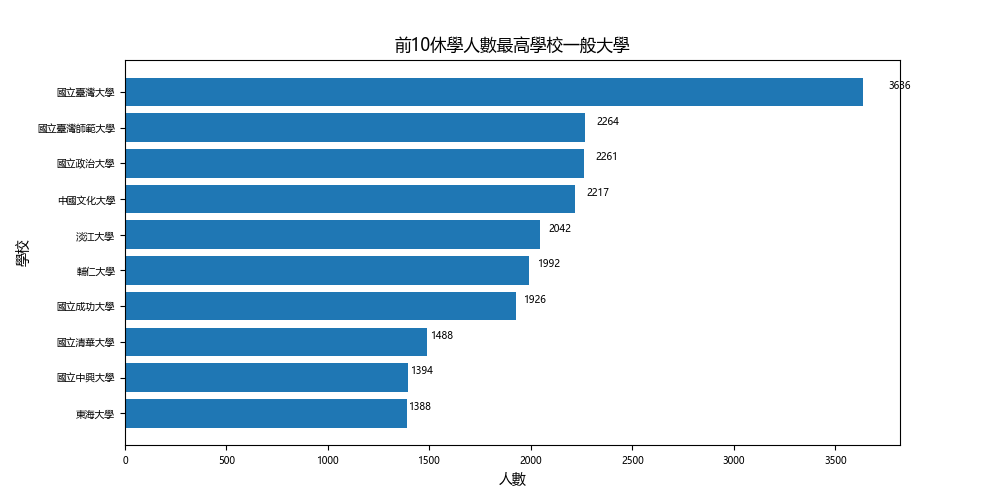 前10休學人數最高學校一般大學
國立臺灣大學 3636
國立臺灣師範大學 2264
國立政治大學 2261
中國文化大學 2217
淡江大學 2042
輔仁大學 1992
國立成功大學 1926
國立清華大學 1488
國立中興大學 1394
東海大學 1388
學校
0 500 1000 1500 2000 2500 3000 3500
人數